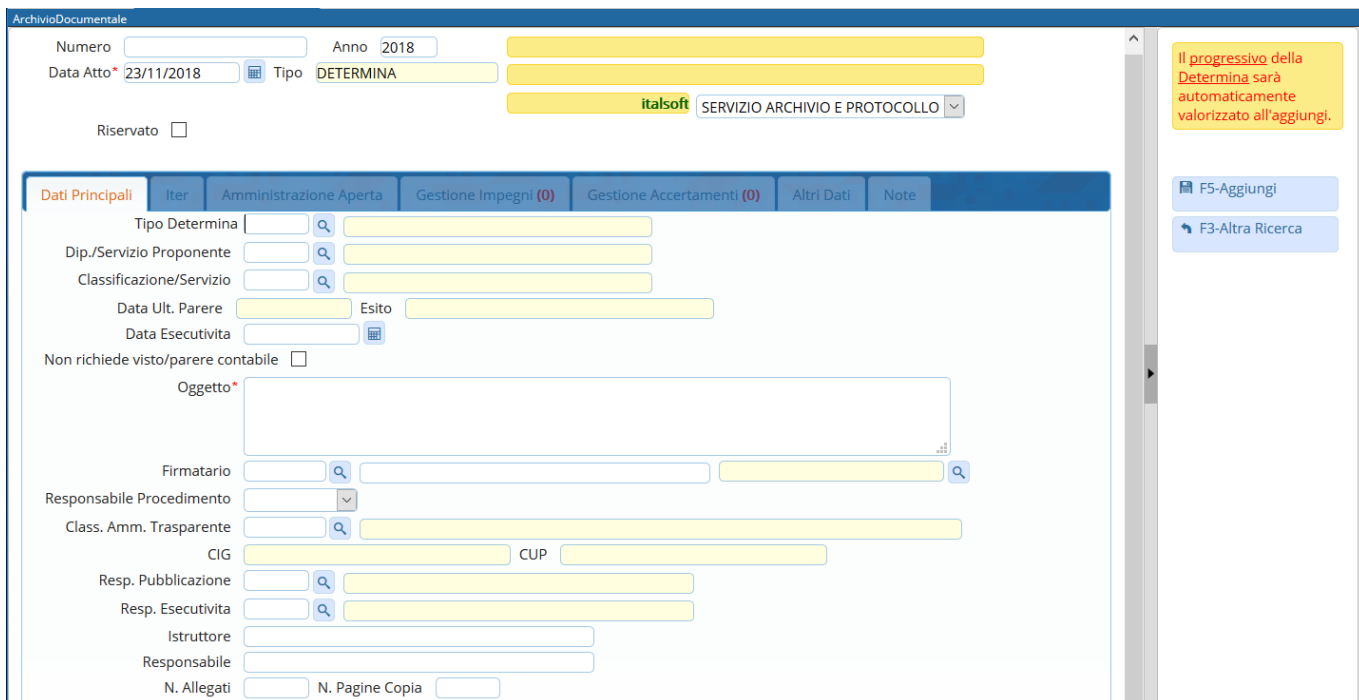 ArchivioDocumentale
Numero Anno 2018
Data Atto* 23/11/2018 Tipo DETERMINA
italsoft SERVIZIO ARCHIVIO E PROTOCOLLO
Riservato
Il progressivo della
Determina sarà
automaticamente
valorizzato all'aggiungi.
F5-Aggiungi
F3-Altra Ricerca
Dati Principali Iter Amministrazione Aperta Gestione Impegni (0) Gestione Accertamenti (0) Altri Dati Note
Tipo Determina
Dip./Servizio Proponente
Classificazione/Servizio
Data Ult. Parere Esito
Data Esecutivita
Non richiede visto/parere contabile
Oggetto*
Firmatario
Responsabile Procedimento
Class. Amm. Trasparente
CIG CUP
Resp. Pubblicazione
Resp. Esecutivita
Istruttore
Responsabile
N. Allegati N. Pagine Copia